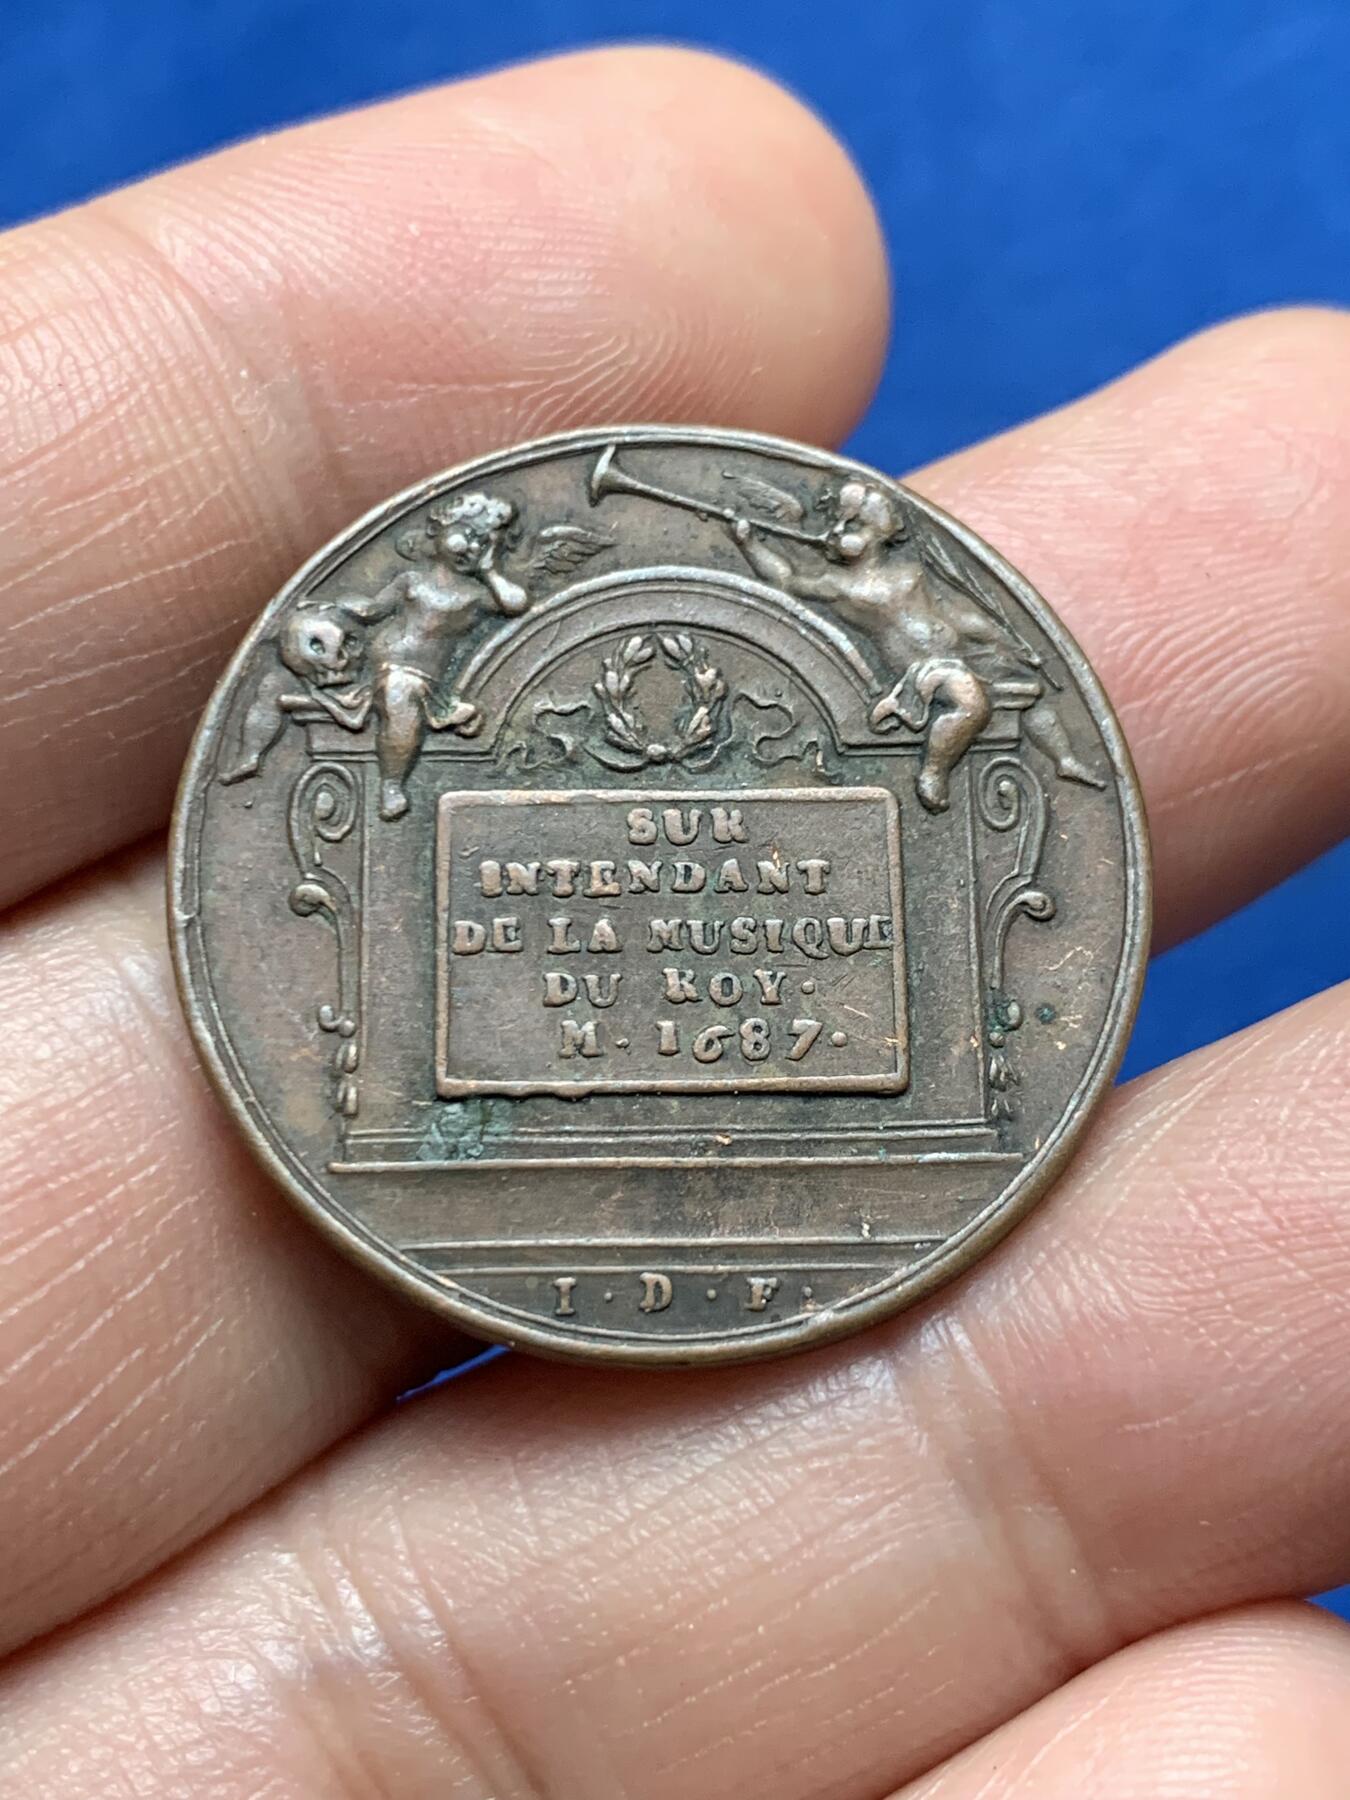 SUR
INTENDANT
DE LA MUSIQUE
DU ROY·
M· 1687·
I · D · F ·